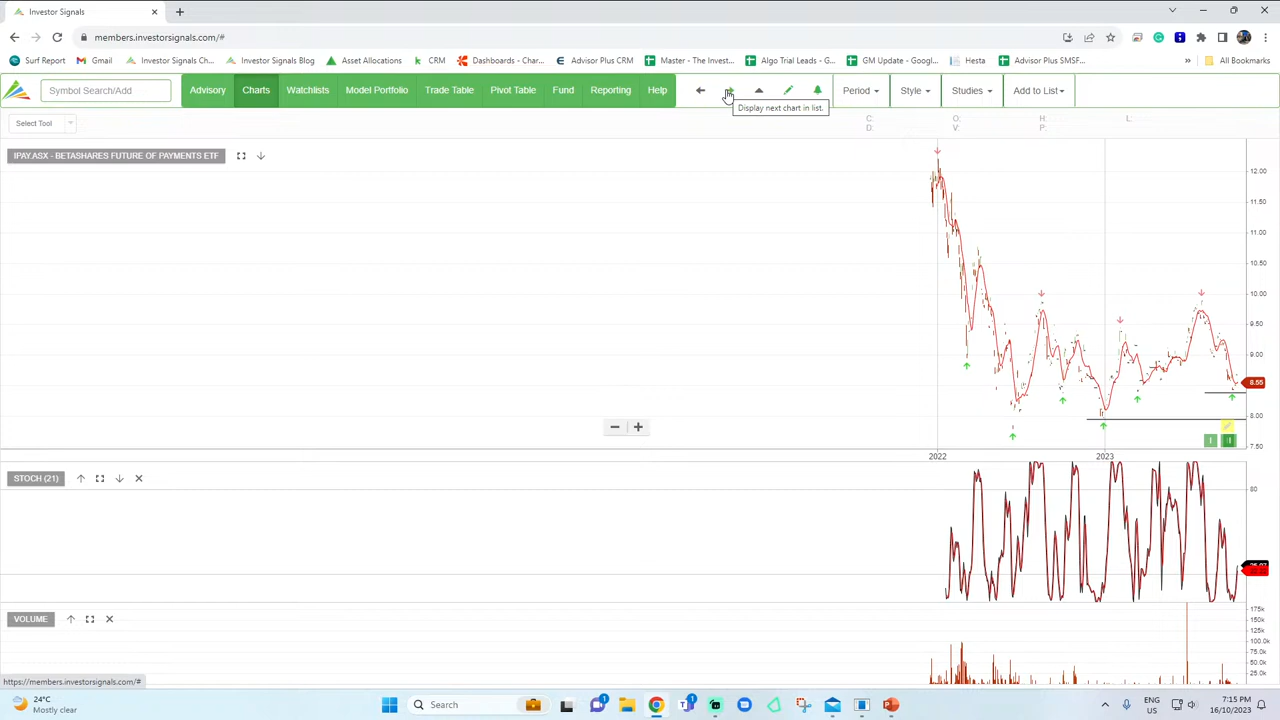 Investor Signals
members.investorsignals.com/#
Surf Report
Gmail
Investor Signals Ch...
Investor Signals Blog
Asset Allocations
CRM
Dashboards - Char...
Advisor Plus CRM
Master - The Invest...
Algo Trial Leads - G...
GM Update - Googl...
Hesta
Advisor Plus SMSF...
All Bookmarks
Symbol Search/Add
Advisory
Charts
Watchlists
Model Portfolio
Trade Table
Pivot Table
Fund
Reporting
Help
Period
Style
Studies
Add to List
Display next chart in list.
Select Tool
C:
O:
H:
L:
D:
V:
P:
IPAY.ASX - BETASHARES FUTURE OF PAYMENTS ETF
12.00
11.50
11.00
10.50
10.00
9.50
9.00
8.55
8.00
7.50
2022
2023
STOCH (21)
80
VOLUME
175k
150k
125k
100.0k
75.0k
50.0k
25.0k
https://members.investorsignals.com/#
24°C
Mostly clear
Search
ENG
US
7:15 PM
16/10/2023